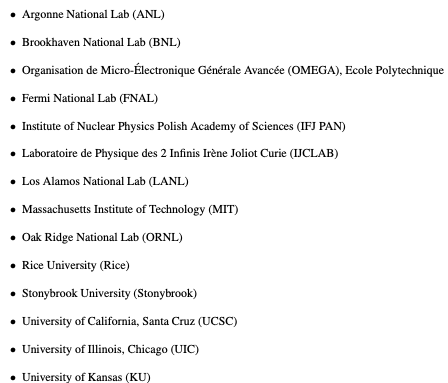 • Argonne National Lab (ANL)
• Brookhaven National Lab (BNL)
• Organisation de Micro-Électronique Générale Avancée (OMEGA), Ecole Polytechnique
• Fermi National Lab (FNAL)
• Institute of Nuclear Physics Polish Academy of Sciences (IFJ PAN)
• Laboratoire de Physique des 2 Infinis Irène Joliot Curie (IJCLAB)
• Los Alamos National Lab (LANL)
• Massachusetts Institute of Technology (MIT)
• Oak Ridge National Lab (ORNL)
• Rice University (Rice)
• Stonybrook University (Stonybrook)
• University of California, Santa Cruz (UCSC)
• University of Illinois, Chicago (UIC)
• University of Kansas (KU)